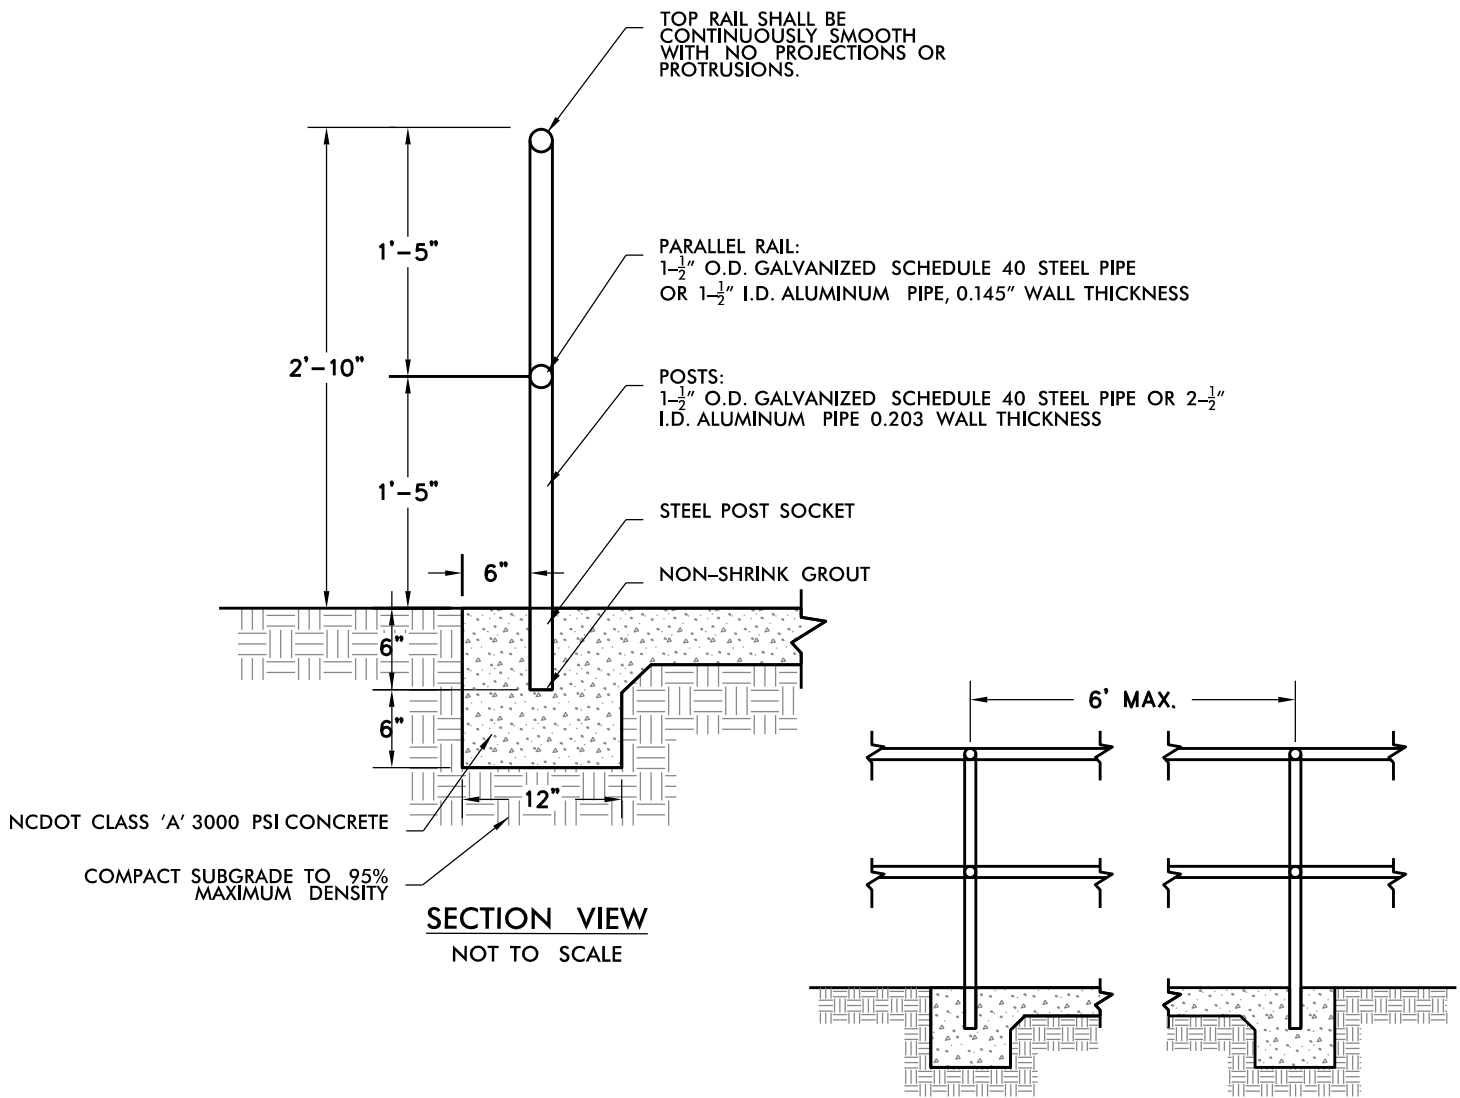 TOP RAIL SHALL BE
CONTINUOUSLY SMOOTH
WITH NO PROJECTIONS OR
PROTRUSIONS.
1'-5"
PARALLEL RAIL:
1-1/2" O.D. GALVANIZED SCHEDULE 40 STEEL PIPE
OR 1-1/2" I.D. ALUMINUM PIPE, 0.145" WALL THICKNESS
2'-10"
POSTS:
1-1/2" O.D. GALVANIZED SCHEDULE 40 STEEL PIPE OR 2-1/2"
I.D. ALUMINUM PIPE 0.203 WALL THICKNESS
1'-5"
STEEL POST SOCKET
6"
NON-SHRINK GROUT
6"
6"
12"
NCDOT CLASS 'A' 3000 PSI CONCRETE
COMPACT SUBGRADE TO 95%
MAXIMUM DENSITY
SECTION VIEW
NOT TO SCALE
6' MAX.